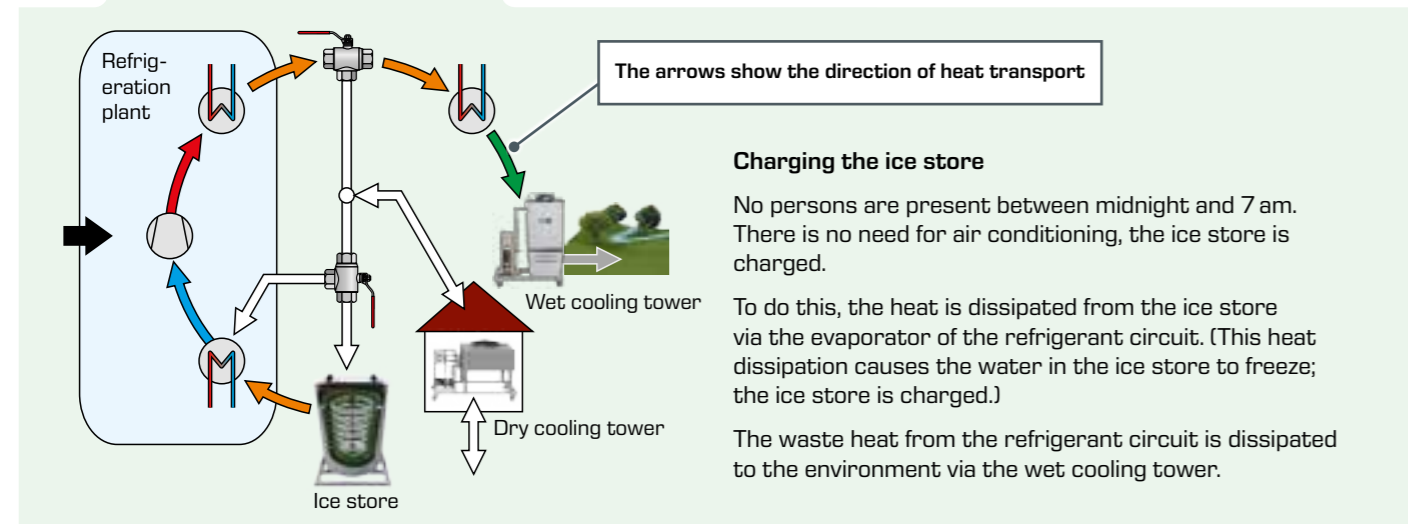 Refrig-
eration
plant
The arrows show the direction of heat transport
Wet cooling tower
Dry cooling tower
Ice store
Charging the ice store
No persons are present between midnight and 7 am.
There is no need for air conditioning, the ice store is
charged.
To do this, the heat is dissipated from the ice store
via the evaporator of the refrigerant circuit. (This heat
dissipation causes the water in the ice store to freeze;
the ice store is charged.)
The waste heat from the refrigerant circuit is dissipated
to the environment via the wet cooling tower.